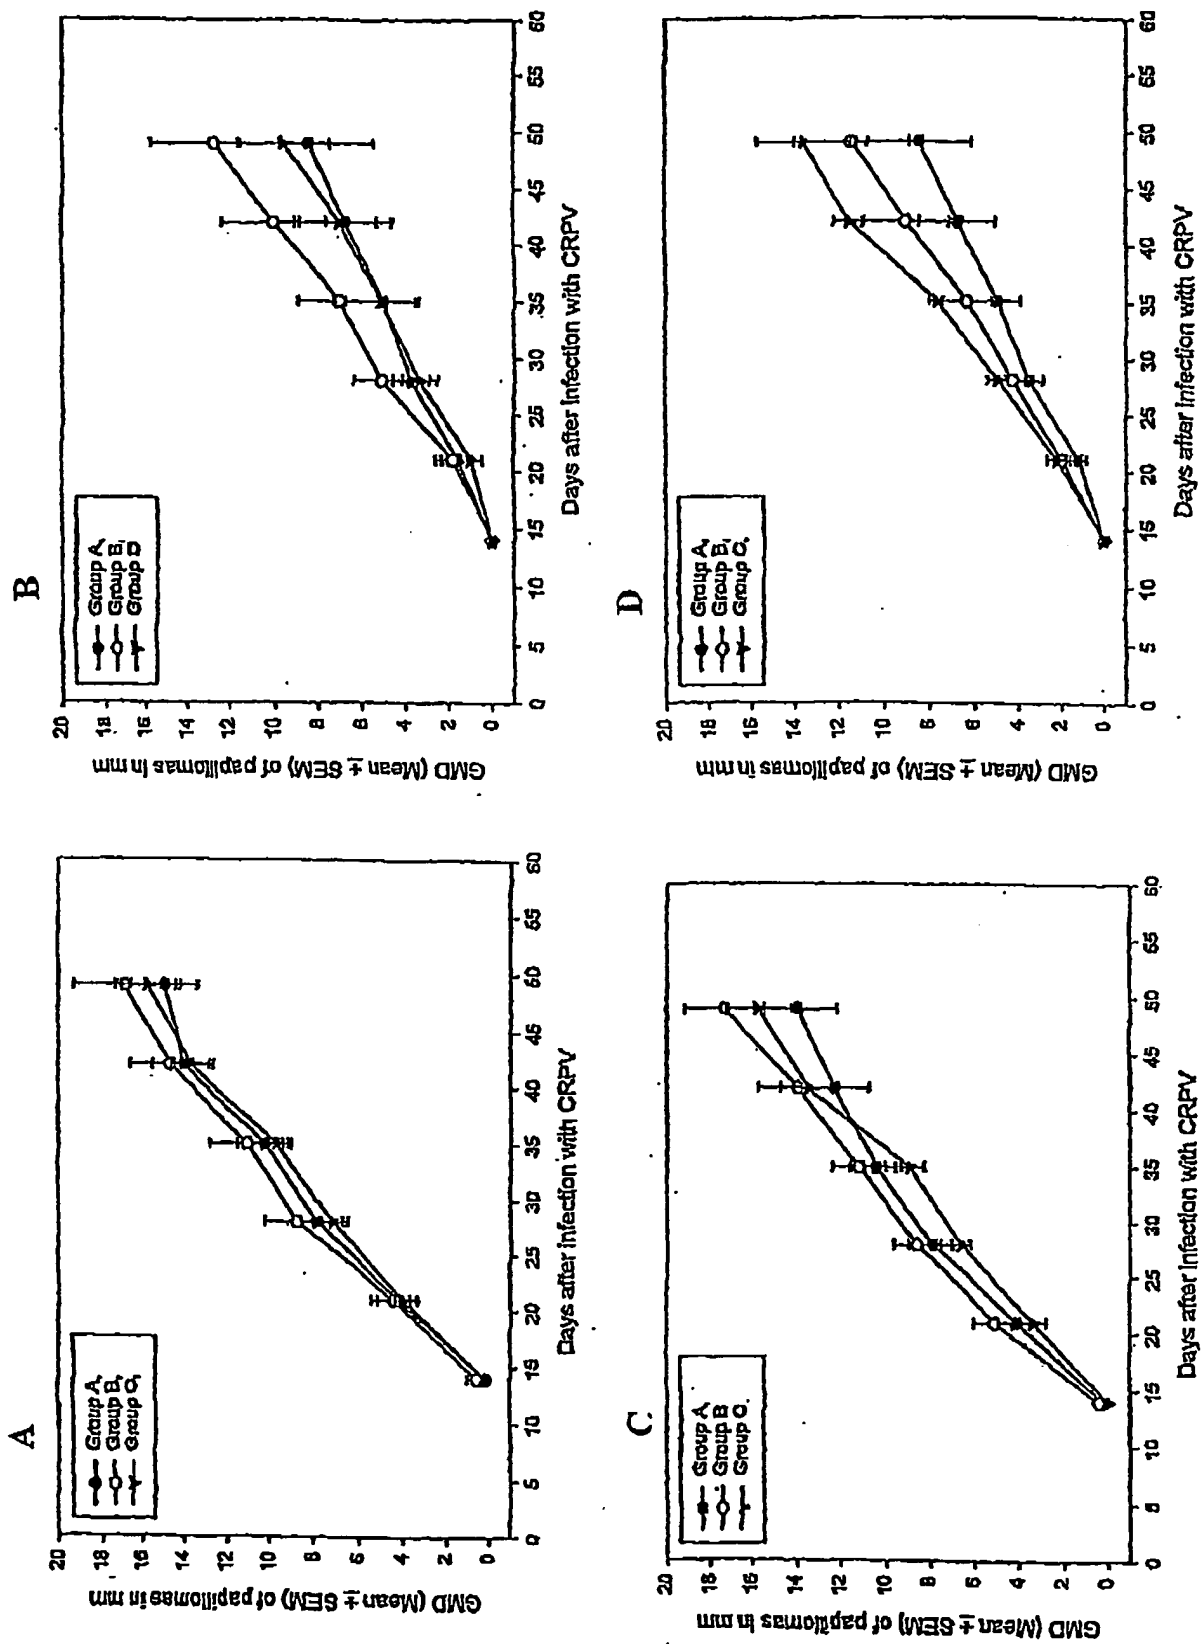 A
GMD (Mean ± SEM) of papillomas in mm
20
18
16
14
12
10
8
6
4
2
0
Group A,
Group B,
Group C,
0 5 10 15 20 25 30 35 40 45 50 55 60
Days after infection with CRPV
B
GMD (Mean ± SEM) of papillomas in mm
20
18
16
14
12
10
8
6
4
2
0
Group A,
Group B,
Group D
0 5 10 15 20 25 30 35 40 45 50 55 60
Days after Infection with CRPV
C
GMD (Mean ± SEM) of papillomas in mm
20
18
16
14
12
10
8
6
4
2
0
Group A,
Group B
Group C,
0 5 10 15 20 25 30 35 40 45 50 55 60
Days after Infection with CRPV
D
GMD (Mean ± SEM) of papillomas in mm
20
18
16
14
12
10
8
6
4
2
0
Group A,
Group B,
Group C,
0 5 10 15 20 25 30 35 40 45 50 55 60
Days after Infection with CRPV